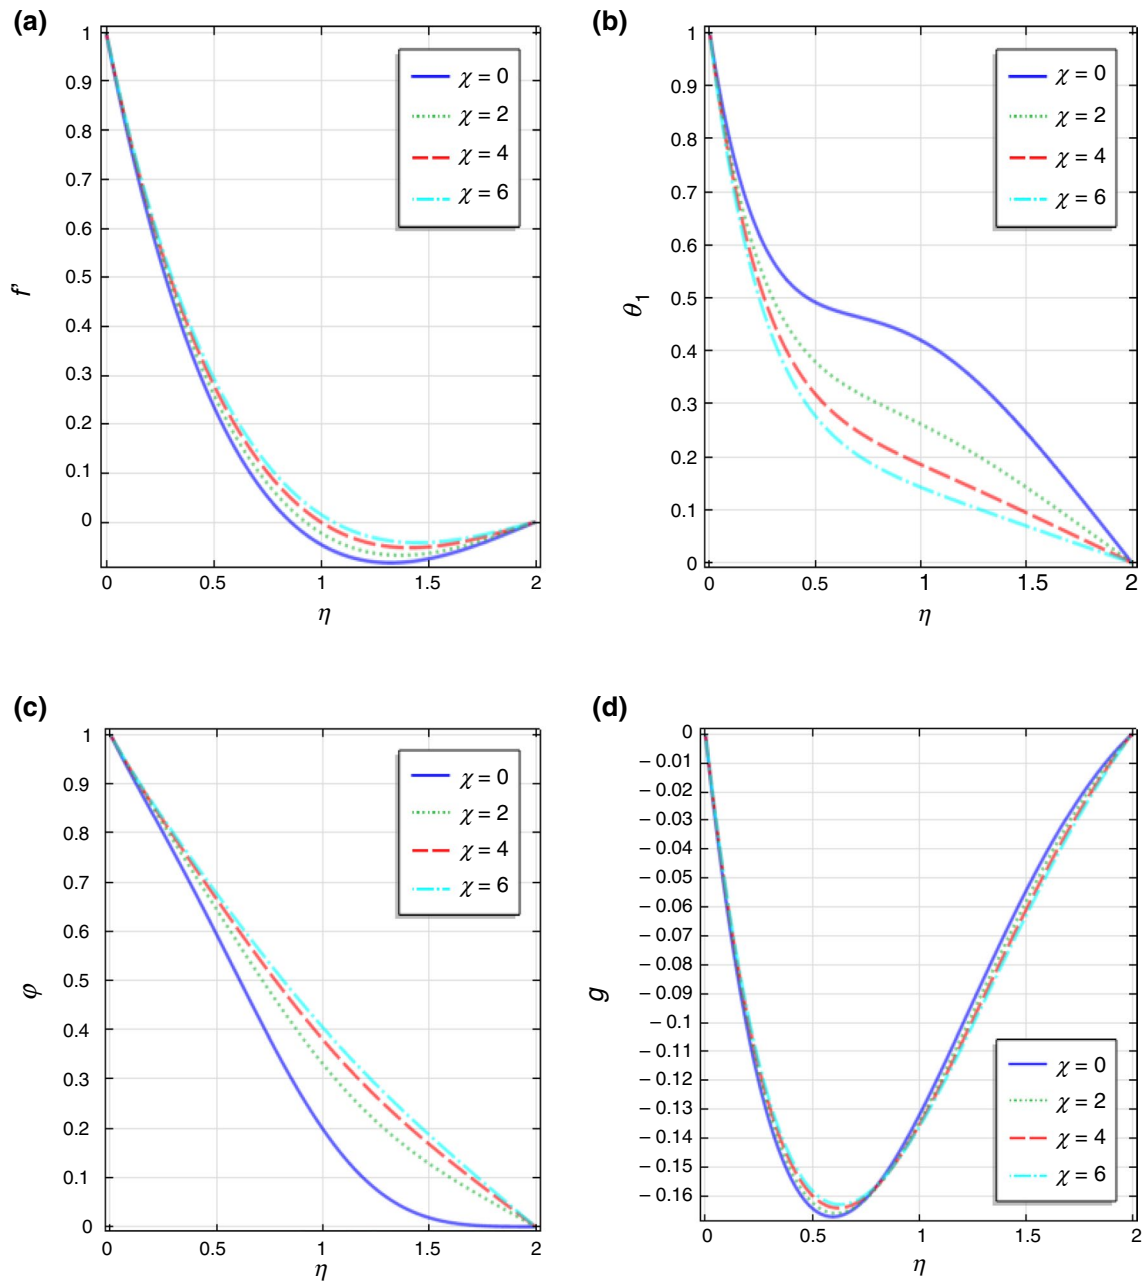 (a)
1
0.9
0.8
0.7
0.6
0.5
0.4
0.3
0.2
0.1
0
f'
0 0.5 1 1.5 2
η
χ = 0
χ = 2
χ = 4
χ = 6
(b)
1
0.9
0.8
0.7
0.6
0.5
0.4
0.3
0.2
0.1
0
θ₁
0 0.5 1 1.5 2
η
χ = 0
χ = 2
χ = 4
χ = 6
(c)
1
0.9
0.8
0.7
0.6
0.5
0.4
0.3
0.2
0.1
0
φ
0 0.5 1 1.5 2
η
χ = 0
χ = 2
χ = 4
χ = 6
(d)
0
−0.01
−0.02
−0.03
−0.04
−0.05
−0.06
−0.07
−0.08
−0.09
−0.1
−0.11
−0.12
−0.13
−0.14
−0.15
−0.16
g
0 0.5 1 1.5 2
η
χ = 0
χ = 2
χ = 4
χ = 6